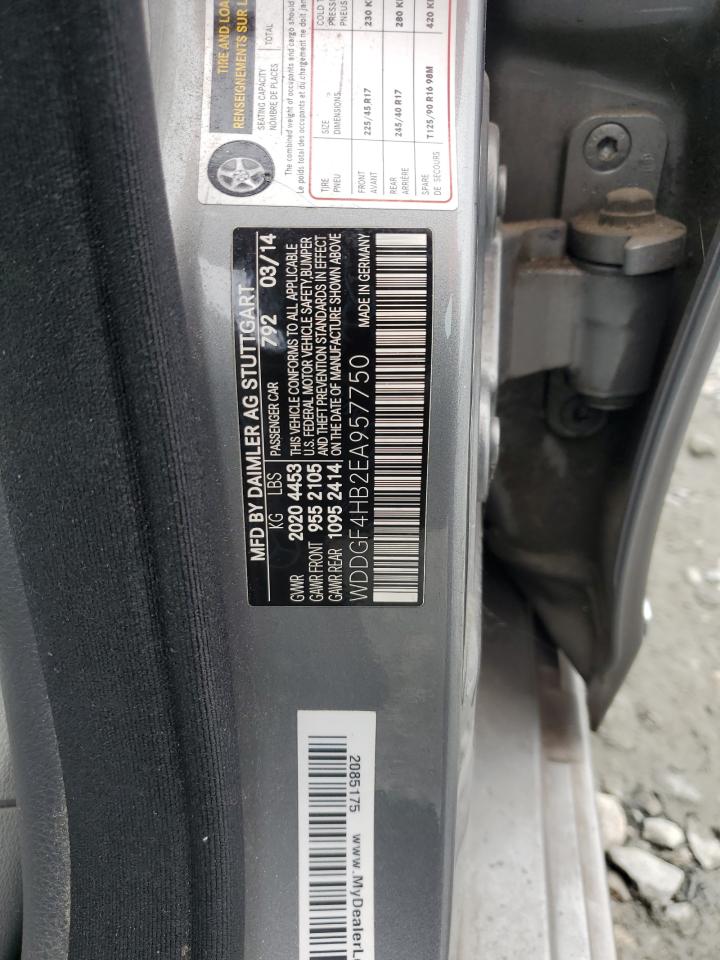 TIRE AND LOA
RENSEIGNEMENTS SUR L
SEATING CAPACITY
NOMBRE DE PLACES
TOTAL
The combined weight of occupants and cargo should
Le poids total des occupants et du chargement ne doit jam
TIRE
PNEU
SIZE
DIMENSIONS
COLD T
PRESSI
PNEUS
FRONT
AVANT
225/45 R17
230 K
REAR
ARRIÈRE
245/40 R17
280 K
SPARE
DE SECOURS
T125/90 R16 98M
420 K
MFD BY DAIMLER AG STUTTGART
KG LBS PASSENGER CAR 792 03/14
GVWR 2020 4453 THIS VEHICLE CONFORMS TO ALL APPLICABLE
GAWR FRONT 955 2105 U.S. FEDERAL MOTOR VEHICLE SAFETY, BUMPER
GAWR REAR 1095 2414 AND THEFT PREVENTION STANDARDS IN EFFECT
ON THE DATE OF MANUFACTURE SHOWN ABOVE
WDDGF4HB2EA957750 MADE IN GERMANY
2085175 www.MyDealerL